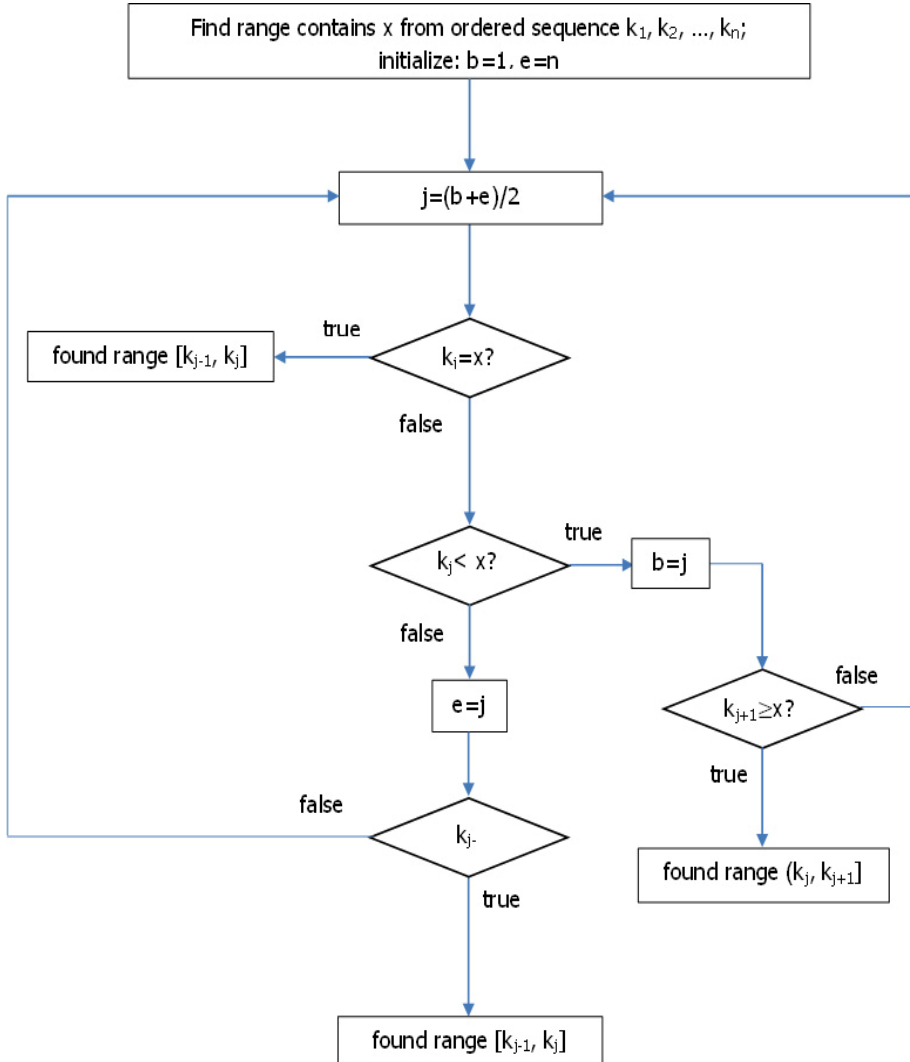 Find range contains x from ordered sequence k₁, k₂, ..., kₙ;
initialize: b=1, e=n
j=(b+e)/2
true
found range [kⱼ₋₁, kⱼ]
kⱼ=x?
false
true
kⱼ< x?
b=j
false
false
e=j
kⱼ₊₁≥x?
true
false
kⱼ₋
found range (kⱼ, kⱼ₊₁]
true
found range [kⱼ₋₁, kⱼ]